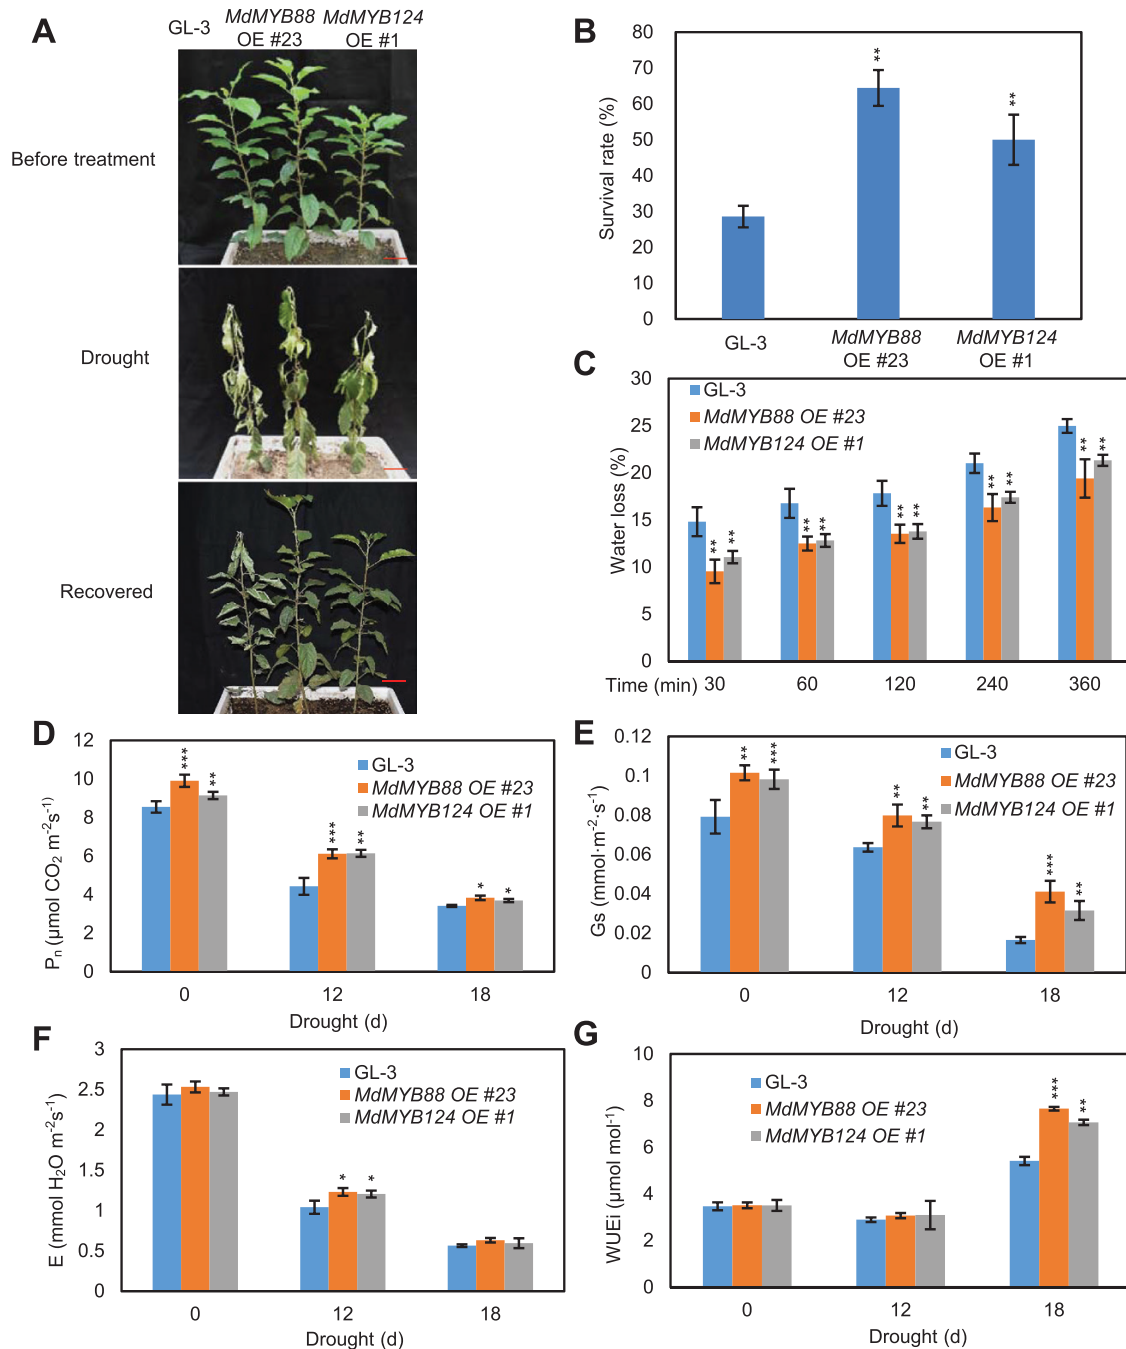 A
GL-3
MdMYB88
OE #23
MdMYB124
OE #1
Before treatment
Drought
Recovered
B
Survival rate (%)
80
70
60
50
40
30
20
10
0
**
**
GL-3
MdMYB88
OE #23
MdMYB124
OE #1
C
Water loss (%)
30
25
20
15
10
5
0
GL-3
MdMYB88 OE #23
MdMYB124 OE #1
** ** ** ** ** ** ** ** ** **
Time (min) 30 60 120 240 360
D
Pn (μmol CO2 m-2s-1)
12
10
8
6
4
2
0
GL-3
MdMYB88 OE #23
MdMYB124 OE #1
*** ** *** ** * *
0 12 18
Drought (d)
E
Gs (mmol·m-2·s-1)
0.12
0.1
0.08
0.06
0.04
0.02
0
GL-3
MdMYB88 OE #23
MdMYB124 OE #1
** *** ** ** *** **
0 12 18
Drought (d)
F
E (mmol H2O m-2s-1)
3
2.5
2
1.5
1
0.5
0
GL-3
MdMYB88 OE #23
MdMYB124 OE #1
* *
0 12 18
Drought (d)
G
WUEi (μmol mol-1)
10
8
6
4
2
0
GL-3
MdMYB88 OE #23
MdMYB124 OE #1
*** **
0 12 18
Drought (d)